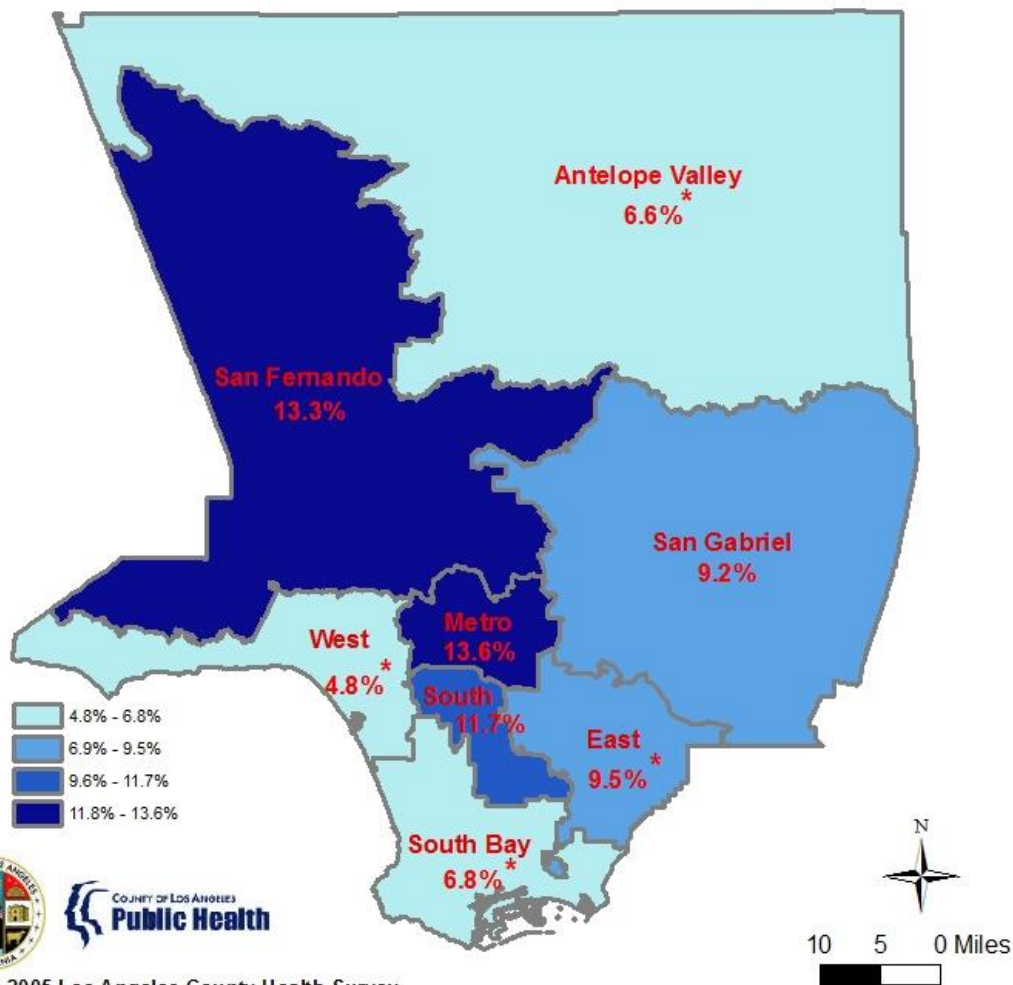 Antelope Valley
6.6%*
San Fernando
13.3%
San Gabriel
9.2%
West
4.8%*
Metro
13.6%
South
11.7%
East
9.5%*
South Bay
6.8%*
4.8% - 6.8%
6.9% - 9.5%
9.6% - 11.7%
11.8% - 13.6%
COUNTY OF LOS ANGELES
Public Health
N
10 5 0 Miles
2005 Los Angeles County Health Survey